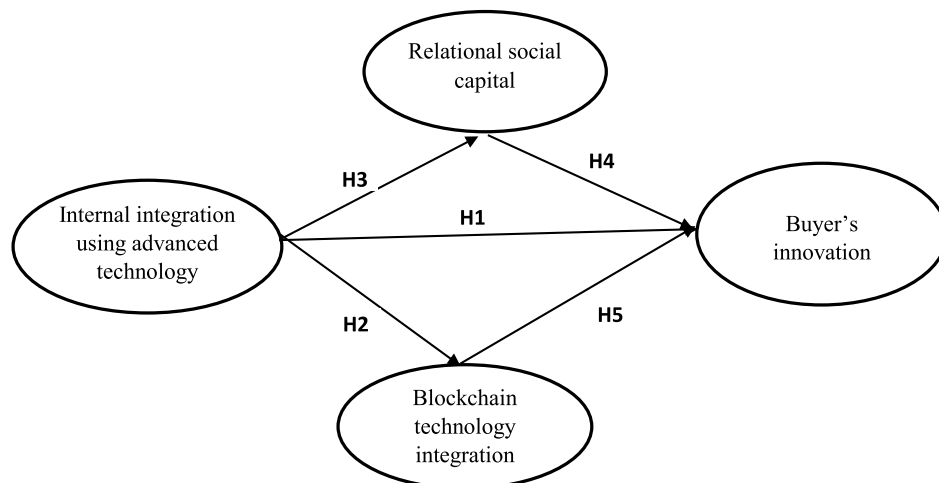 Relational social
capital
H3
H4
Internal integration
using advanced
technology
H1
Buyer’s
innovation
H2
H5
Blockchain
technology
integration